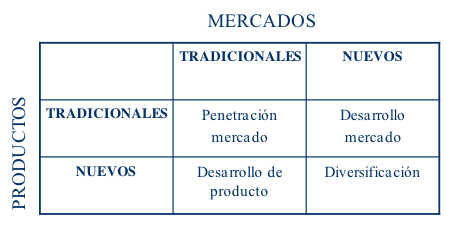 MERCADOS
TRADICIONALES
NUEVOS
PRODUCTOS
TRADICIONALES
Penetración
mercado
Desarrollo
mercado
NUEVOS
Desarrollo de
producto
Diversificación